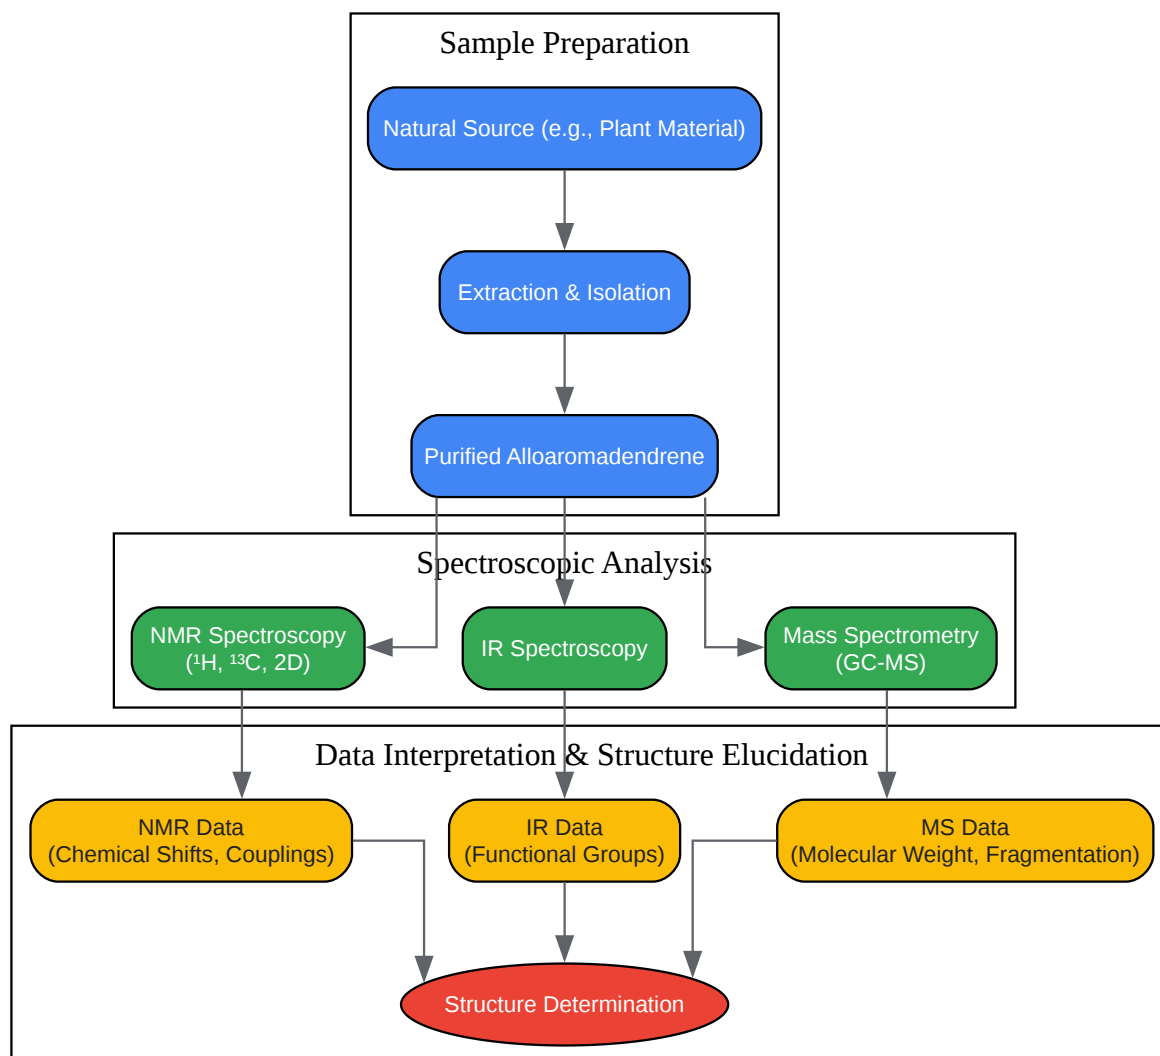 Sample Preparation
Natural Source (e.g., Plant Material)
Extraction & Isolation
Purified Alloaromadendrene
Spectroscopic Analysis
NMR Spectroscopy
(¹H, ¹³C, 2D)
IR Spectroscopy
Mass Spectrometry
(GC-MS)
Data Interpretation & Structure Elucidation
NMR Data
(Chemical Shifts, Couplings)
IR Data
(Functional Groups)
MS Data
(Molecular Weight, Fragmentation)
Structure Determination